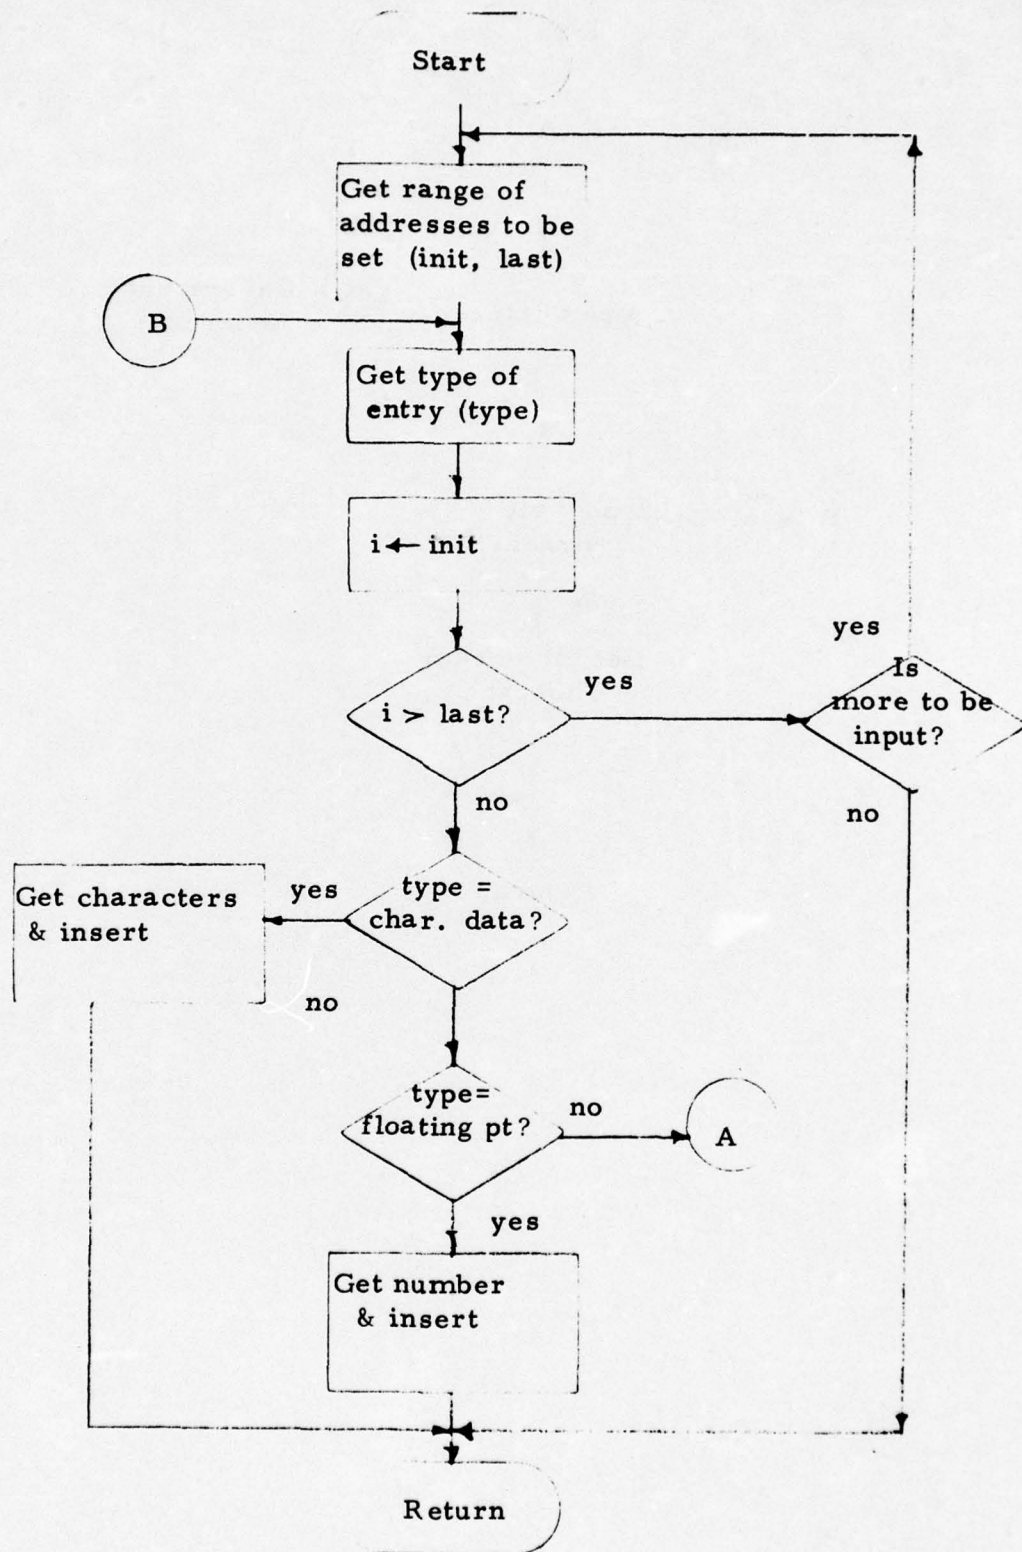 Start
Get range of
addresses to be
set (init, last)
B
Get type of
entry (type)
i← init
i > last?
yes
yes
Is
more to be
input?
no
no
type =
char. data?
yes
Get characters
& insert
no
type=
floating pt?
no
A
yes
Get number
& insert
Return